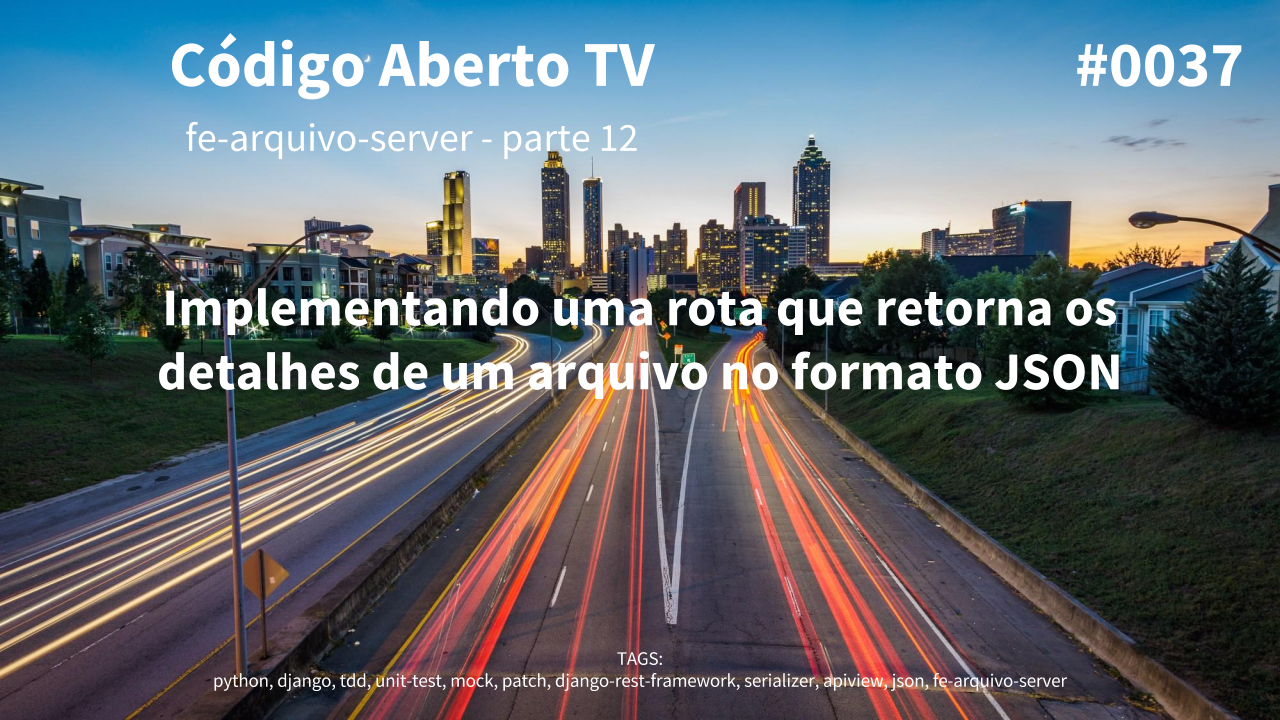 Código Aberto TV
#0037
fe-arquivo-server - parte 12
Implementando uma rota que retorna os
detalhes de um arquivo no formato JSON
TAGS:
python, django, tdd, unit-test, mock, patch, django-rest-framework, serializer, apiview, json, fe-arquivo-server